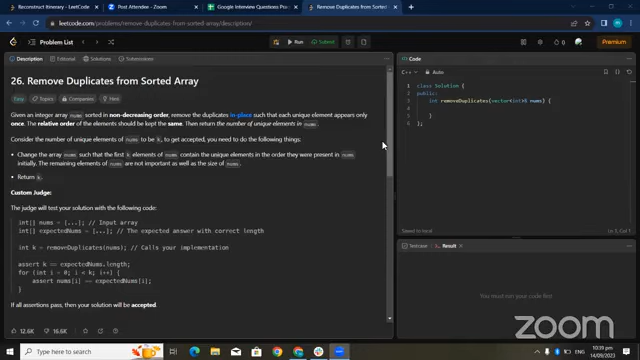 Reconstruct Itinerary - LeetCode
Post Attendee - Zoom
Google Interview Questions Pre
Remove Duplicates from Sorted
leetcode.com/problems/remove-duplicates-from-sorted-array/description/
Problem List
Run
Submit
0
Premium
Description
Editorial
Solutions
Submissions
Code
26. Remove Duplicates from Sorted Array
C++
Auto
Easy
Topics
Companies
Hint
Given an integer array nums sorted in non-decreasing order, remove the duplicates in-place such that each unique element appears only
once. The relative order of the elements should be kept the same. Then return the number of unique elements in nums.
Consider the number of unique elements of nums to be k, to get accepted, you need to do the following things:
• Change the array nums such that the first k elements of nums contain the unique elements in the order they were present in nums
initially. The remaining elements of nums are not important as well as the size of nums.
• Return k.
Custom Judge:
The judge will test your solution with the following code:
int[] nums = [...]; // Input array
int[] expectedNums = [...]; // The expected answer with correct length
int k = removeDuplicates(nums); // Calls your implementation
assert k == expectedNums.length;
for (int i = 0; i < k; i++) {
assert nums[i] == expectedNums[i];
}
If all assertions pass, then your solution will be accepted.
12.6K
16.6K
class Solution {
public:
int removeDuplicates(vector<int>& nums) {
}
};
Saved to local
Ln 5, Col 1
Testcase
Result
You must run your code first
zoom
Type here to search
10:39 pm
14/09/2023